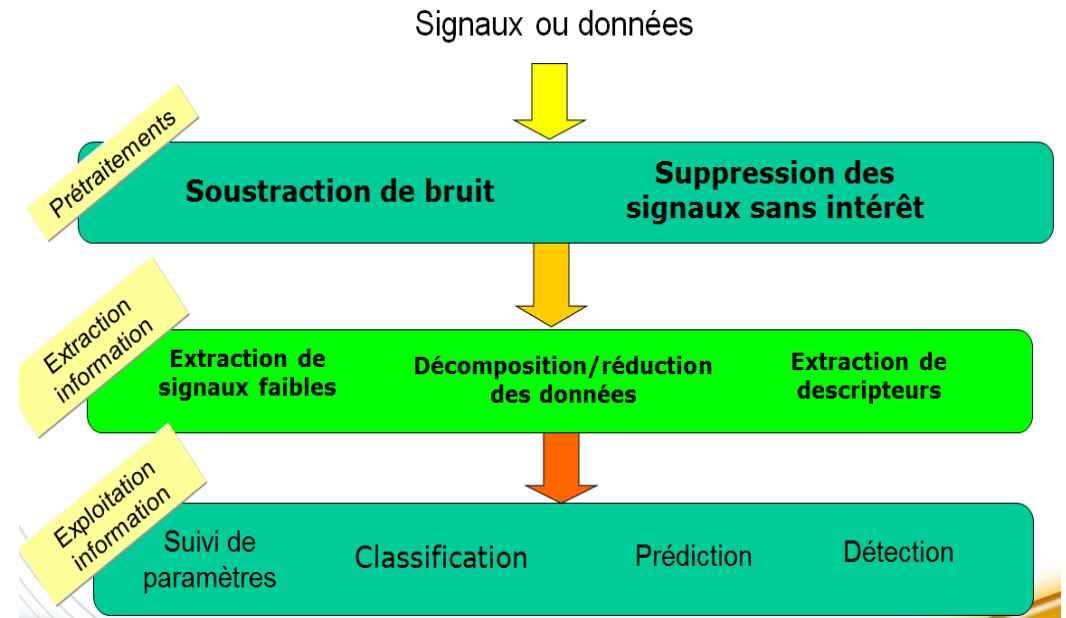 Signaux ou données
Prétraitements
Soustraction de bruit
Suppression des
signaux sans intérêt
Extraction
information
Extraction de
signaux faibles
Décomposition/réduction
des données
Extraction de
descripteurs
Exploitation
information
Suivi de
paramètres
Classification
Prédiction
Détection